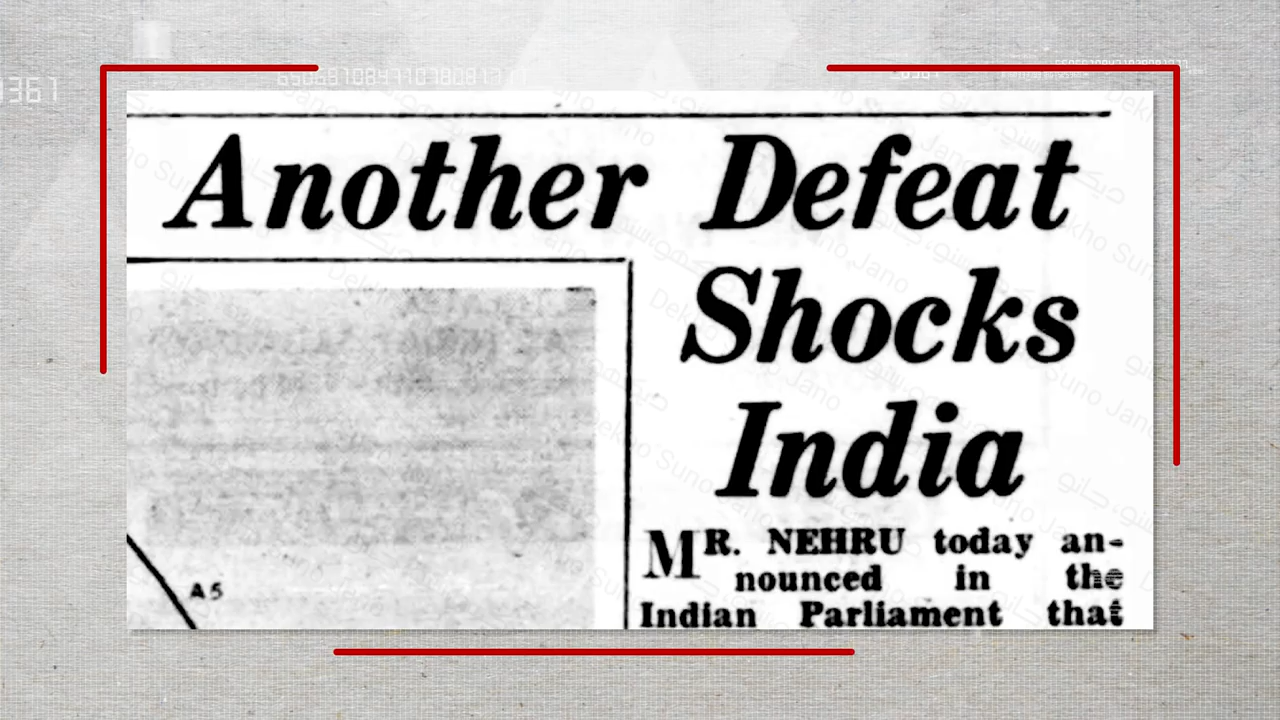 Another Defeat
Shocks
India
MR. NEHRU today an-
nounced in the
Indian Parliament that
A5